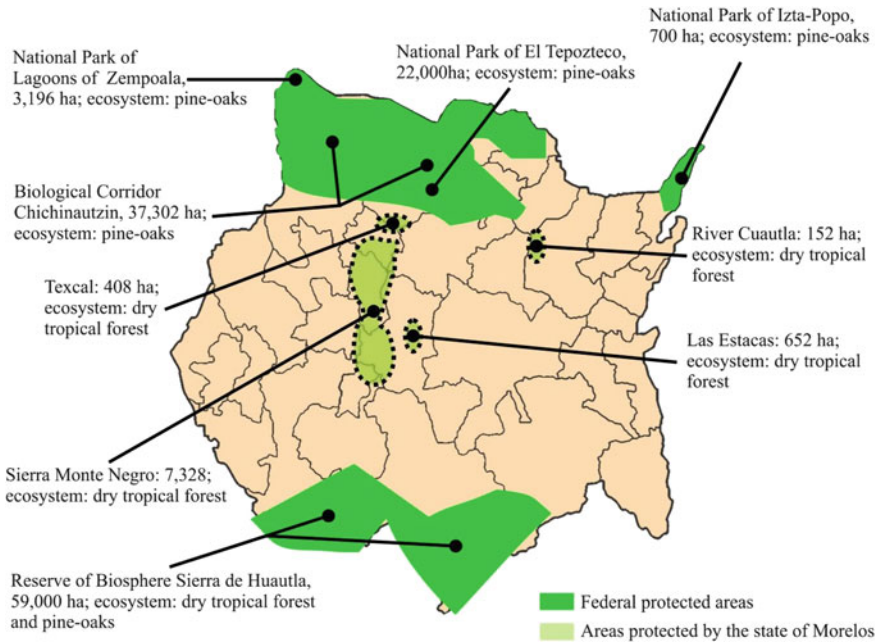 National Park of Izta-Popo,
700 ha; ecosystem: pine-oaks
National Park of
Lagoons of Zempoala,
3,196 ha; ecosystem: pine-oaks
National Park of El Tepozteco,
22,000ha; ecosystem: pine-oaks
Biological Corridor
Chichinautzin, 37,302 ha;
ecosystem: pine-oaks
River Cuautla: 152 ha;
ecosystem: dry tropical
forest
Texcal: 408 ha;
ecosystem: dry
tropical forest
Las Estacas: 652 ha;
ecosystem: dry tropical
forest
Sierra Monte Negro: 7,328;
ecosystem: dry tropical forest
Reserve of Biosphere Sierra de Huautla,
59,000 ha; ecosystem: dry tropical forest
and pine-oaks
Federal protected areas
Areas protected by the state of Morelos